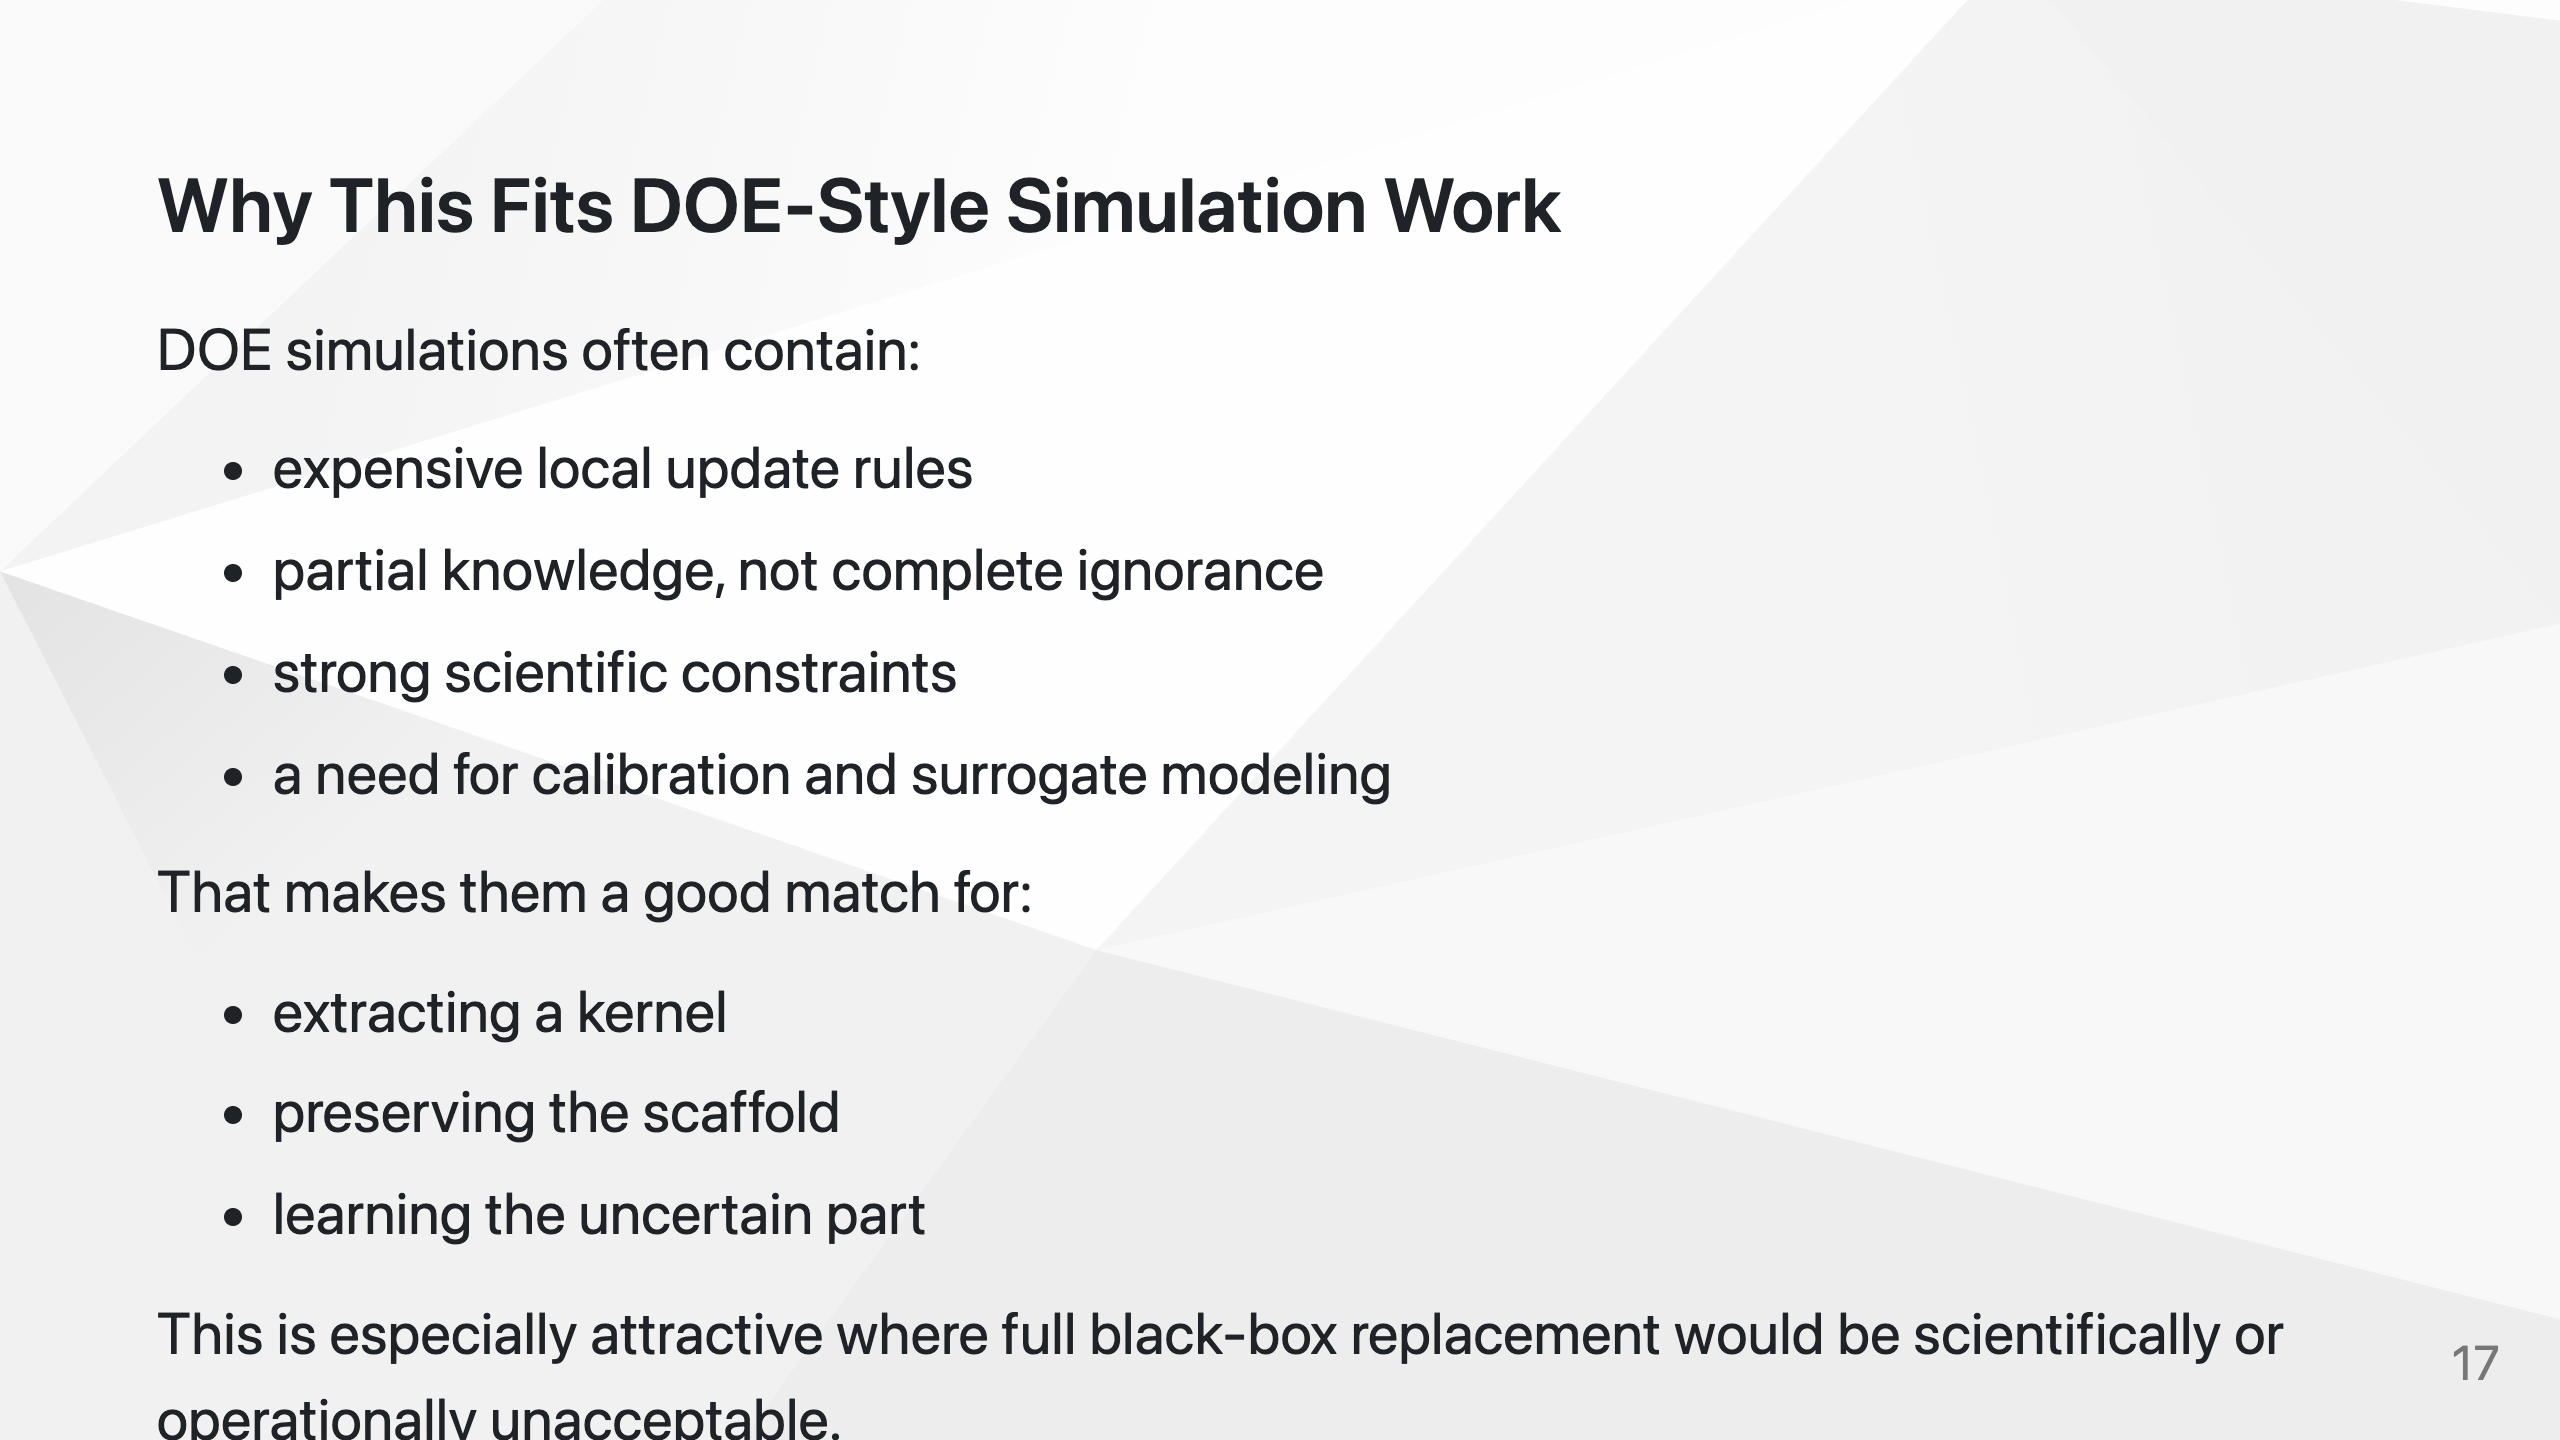 Why This Fits DOE-Style Simulation Work
DOE simulations often contain:
• expensive local update rules
• partial knowledge, not complete ignorance
• strong scientific constraints
• a need for calibration and surrogate modeling
That makes them a good match for:
• extracting a kernel
• preserving the scaffold
• learning the uncertain part
This is especially attractive where full black-box replacement would be scientifically or
operationally unacceptable.
17